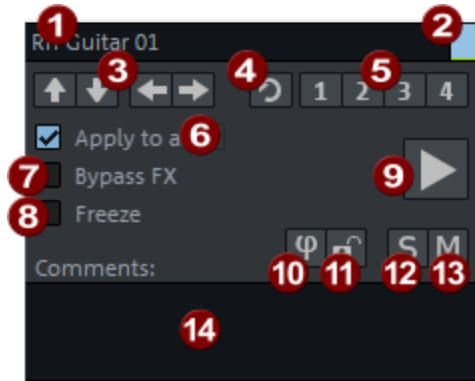 1 2
Rh Guitar 01
3 4 5
1 2 3 4
Apply to a 6
7 Bypass FX 9
8 Freeze
φ S M
Comments: 10 11 12 13
14